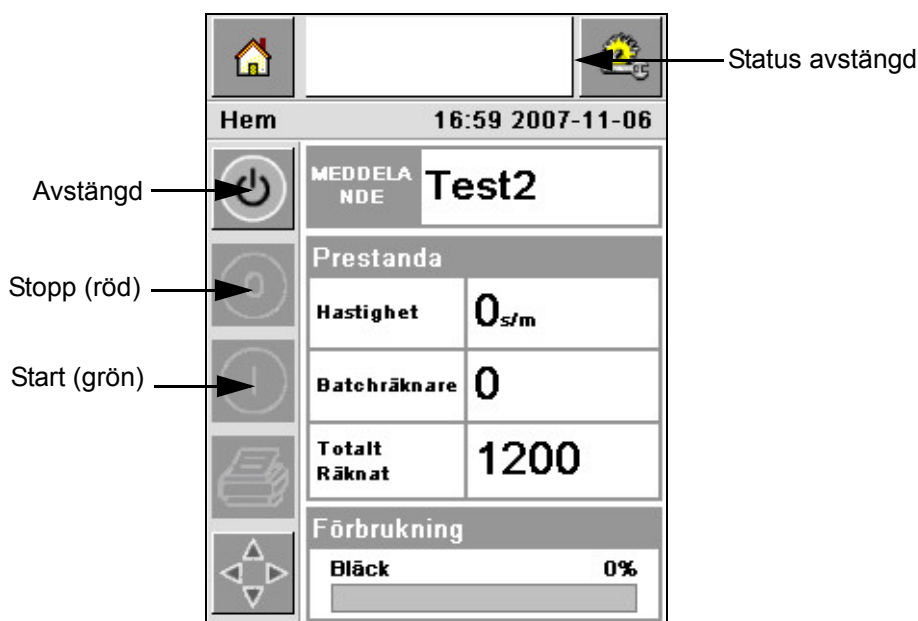 Status avstängd
Hem 16:59 2007-11-06
Avstängd
MEDDELA
NDE
Test2
Prestanda
Stopp (röd)
Hastighet 0s/m
Start (grön)
Batchräknare 0
Totalt
Räknat
1200
Förbrukning
Bläck 0%